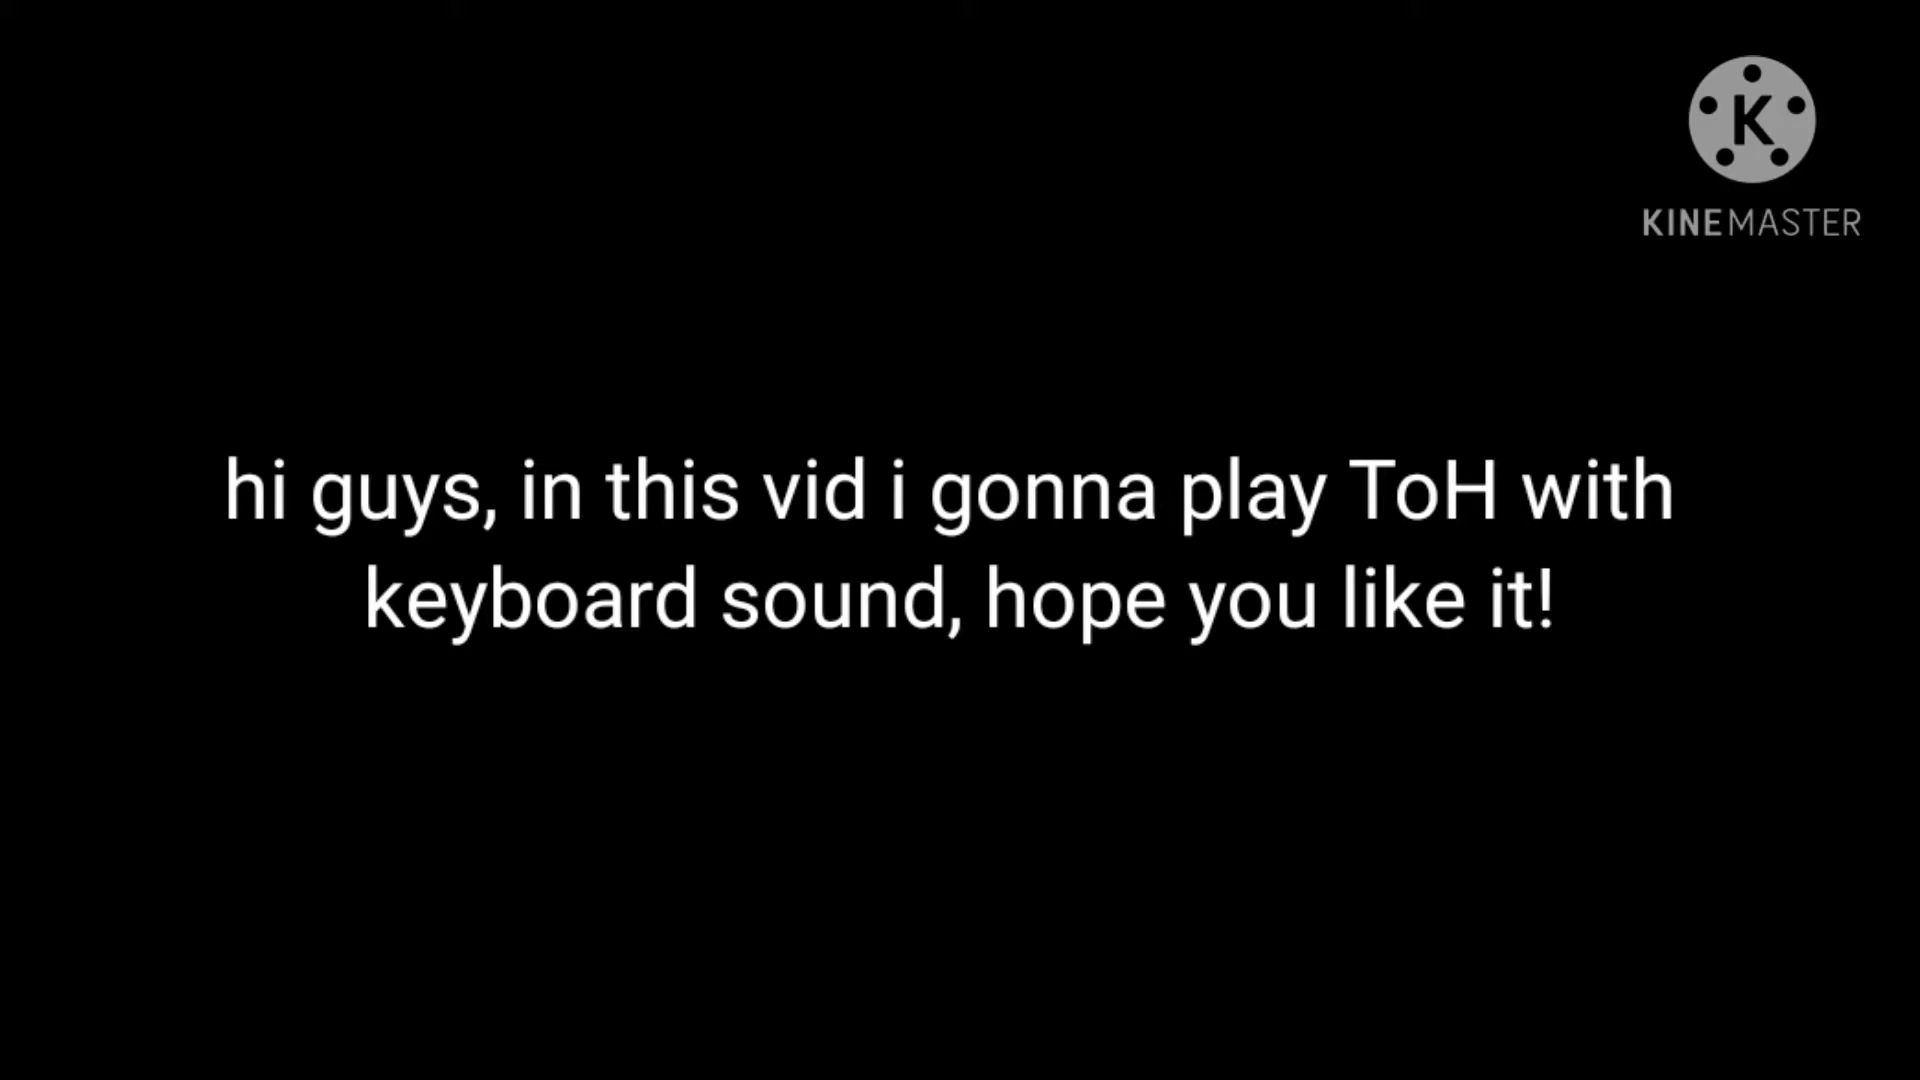 K
KINEMASTER
hi guys, in this vid i gonna play ToH with
keyboard sound, hope you like it!